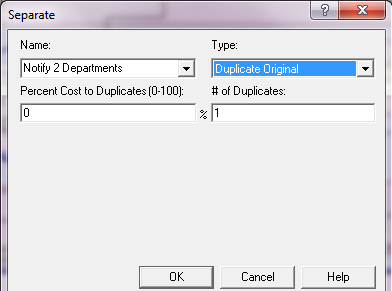 Separate
Name: Type:
Notify 2 Departments Duplicate Original
Percent Cost to Duplicates (0-100): # of Duplicates:
0 % 1
OK Cancel Help